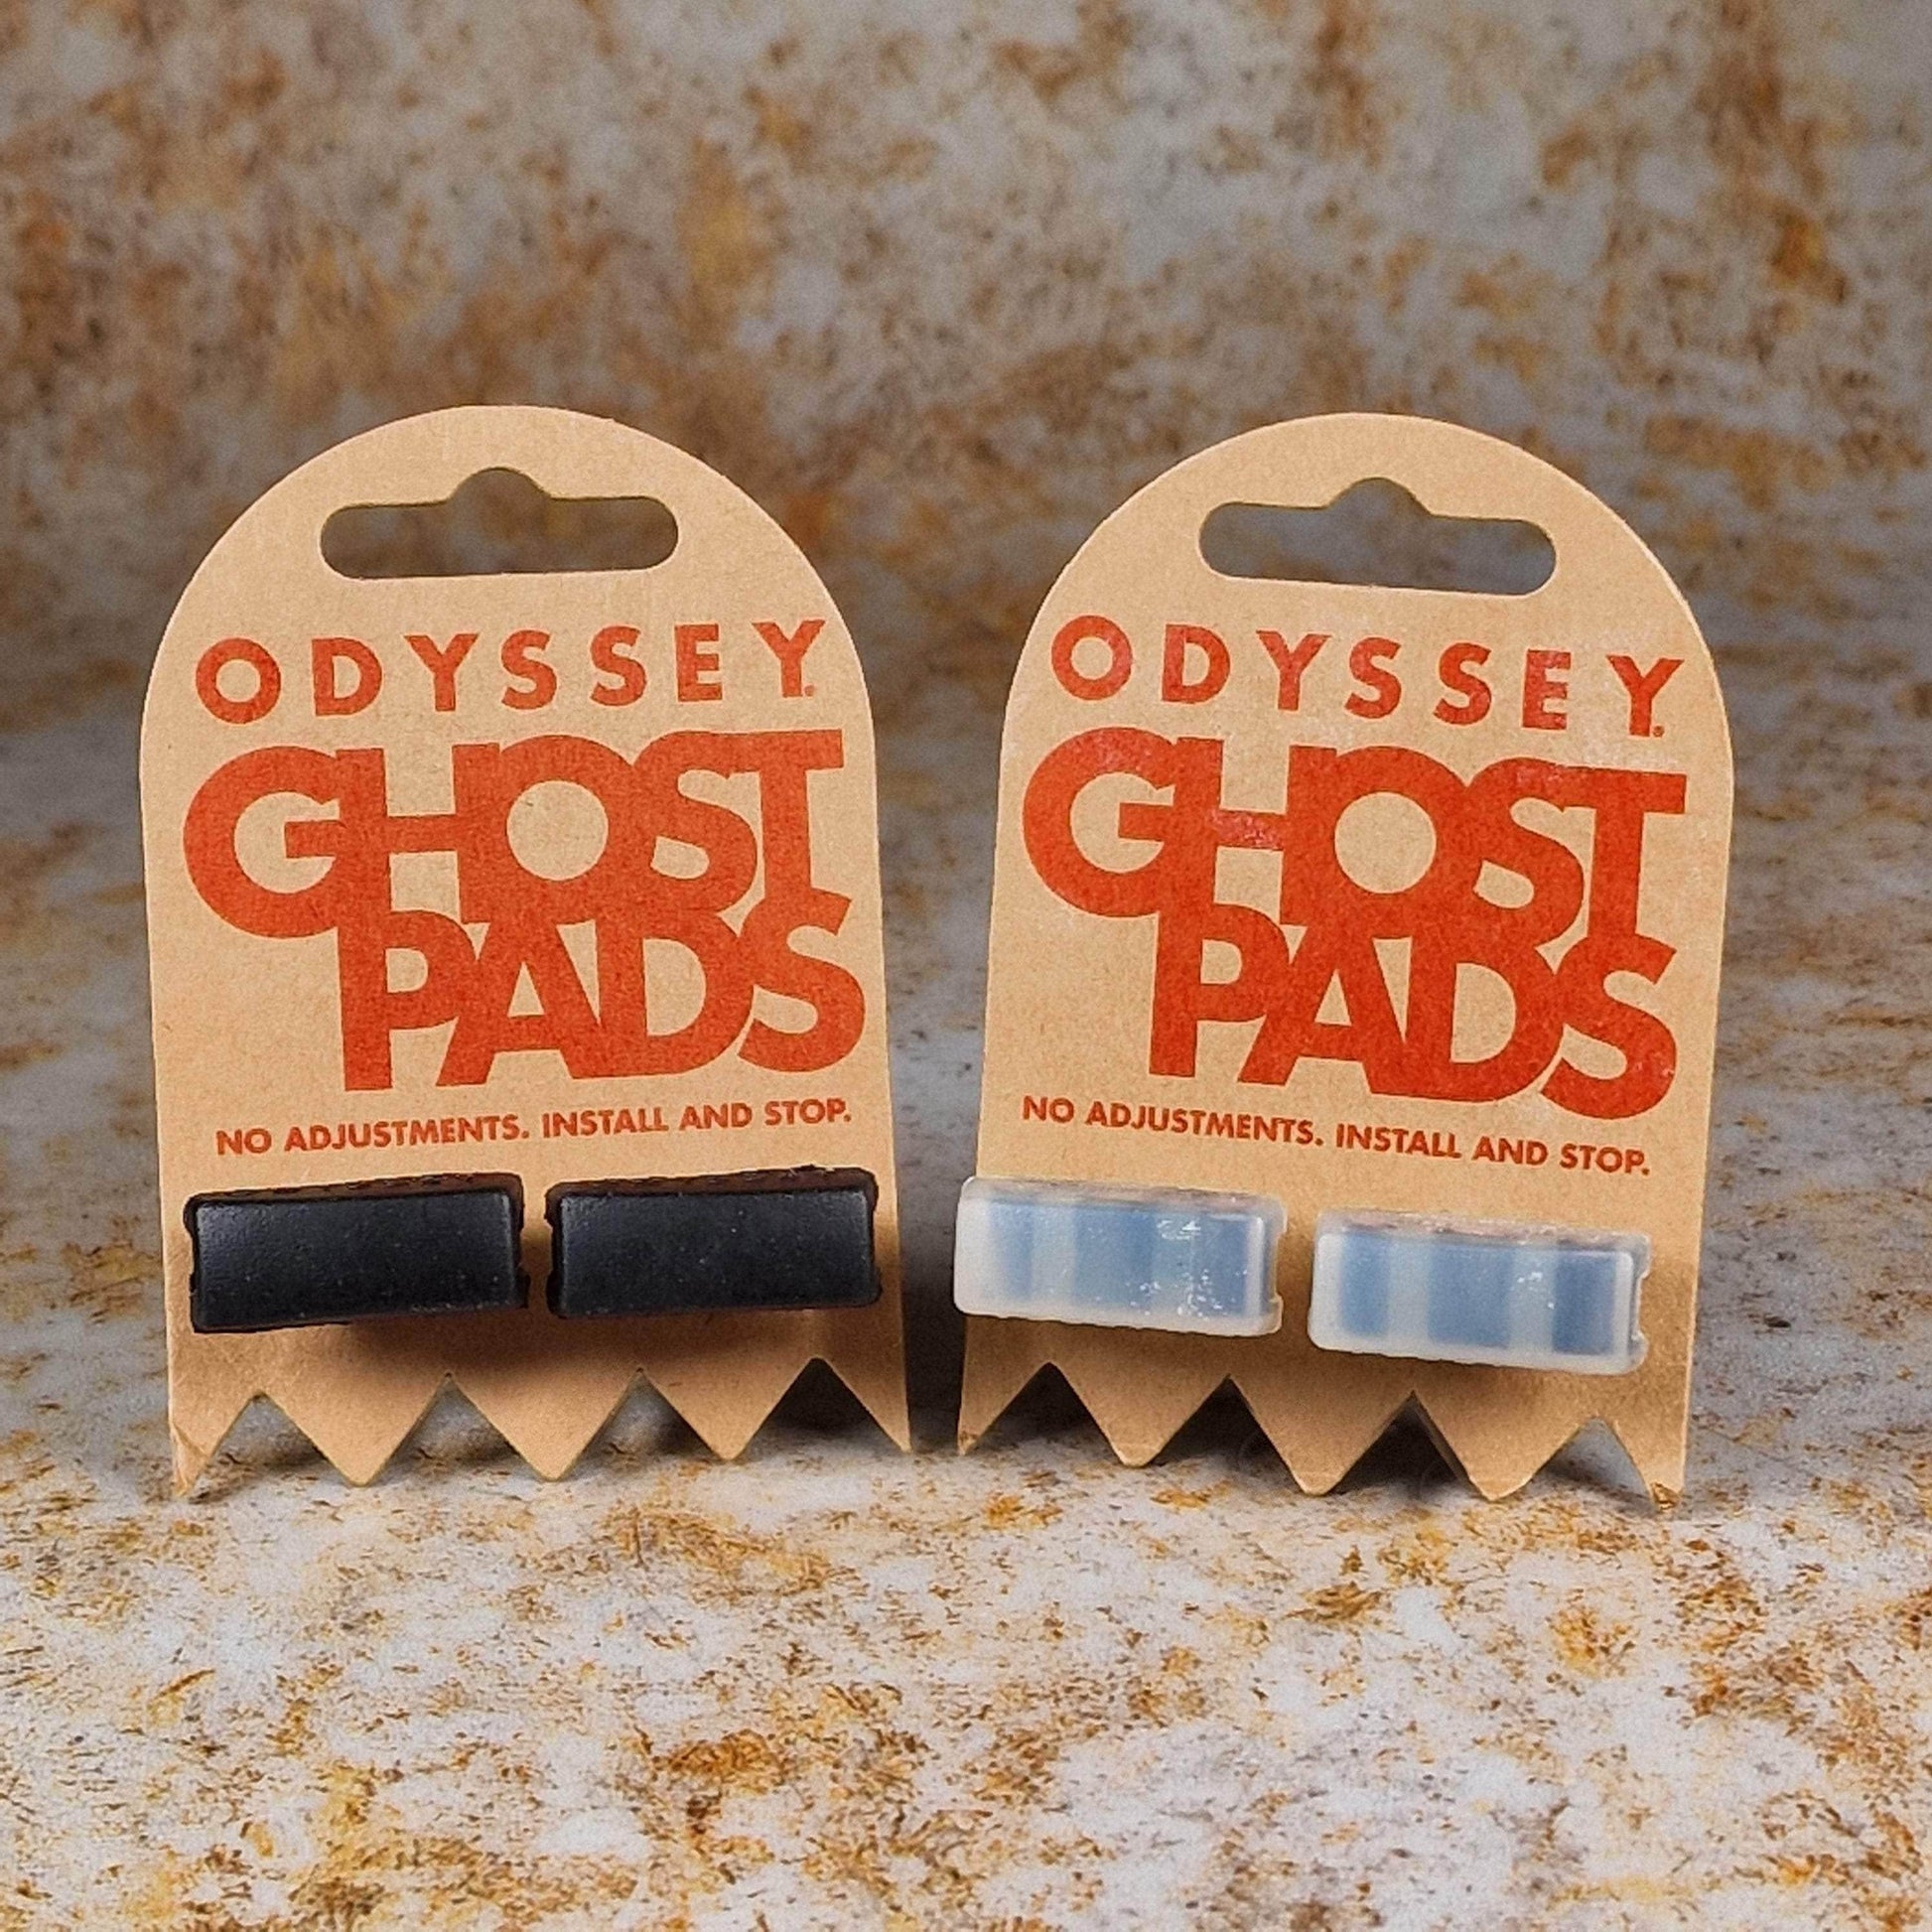 ODYSSEY
GHOST
PADS
NO ADJUSTMENTS. INSTALL AND STOP.
ODYSSEY
GHOST
PADS
NO ADJUSTMENTS. INSTALL AND STOP.